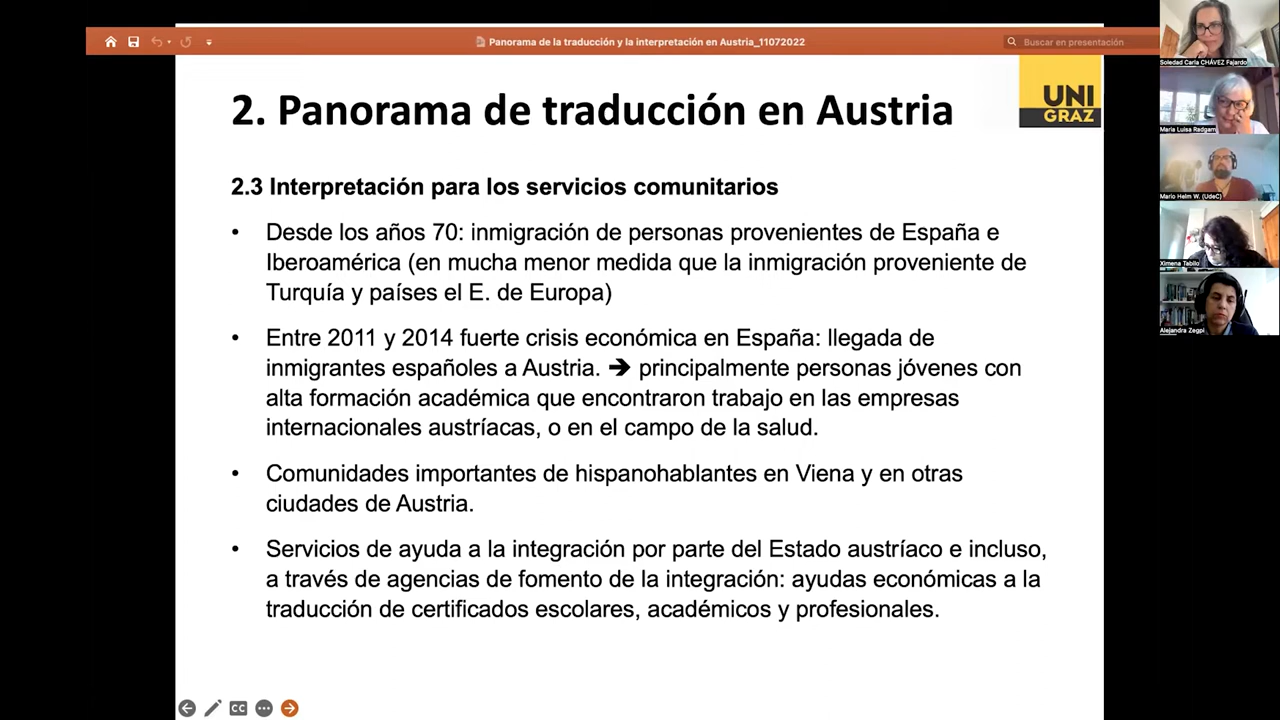 Panorama de la traducción y la interpretación en Austria_11072022
Buscar en presentación
2. Panorama de traducción en Austria
UNI
GRAZ
2.3 Interpretación para los servicios comunitarios
• Desde los años 70: inmigración de personas provenientes de España e
Iberoamérica (en mucha menor medida que la inmigración proveniente de
Turquía y países el E. de Europa)
• Entre 2011 y 2014 fuerte crisis económica en España: llegada de
inmigrantes españoles a Austria. ➔ principalmente personas jóvenes con
alta formación académica que encontraron trabajo en las empresas
internacionales austríacas, o en el campo de la salud.
• Comunidades importantes de hispanohablantes en Viena y en otras
ciudades de Austria.
• Servicios de ayuda a la integración por parte del Estado austríaco e incluso,
a través de agencias de fomento de la integración: ayudas económicas a la
traducción de certificados escolares, académicos y profesionales.
CC
Soledad Carla CHÁVEZ Fajardo
Maria Luisa Radgam
Mario Helm W. (UdeC)
Ximena Tabilo
Alejandra Zegpi